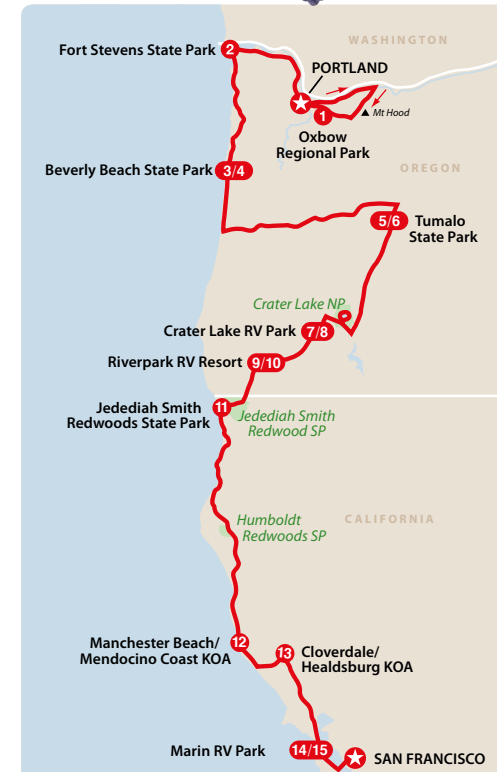 WASHINGTON
Fort Stevens State Park
2
PORTLAND
Mt Hood
1
Oxbow
Regional Park
OREGON
Beverly Beach State Park
3/4
5/6
Tumalo
State Park
Crater Lake NP
Crater Lake RV Park
7/8
Riverpark RV Resort
9/10
11
Jedediah Smith
Redwoods State Park
Jedediah Smith
Redwood SP
Humboldt
Redwoods SP
CALIFORNIA
Manchester Beach/
Mendocino Coast KOA
12
13
Cloverdale/
Healdsburg KOA
Marin RV Park
14/15
SAN FRANCISCO